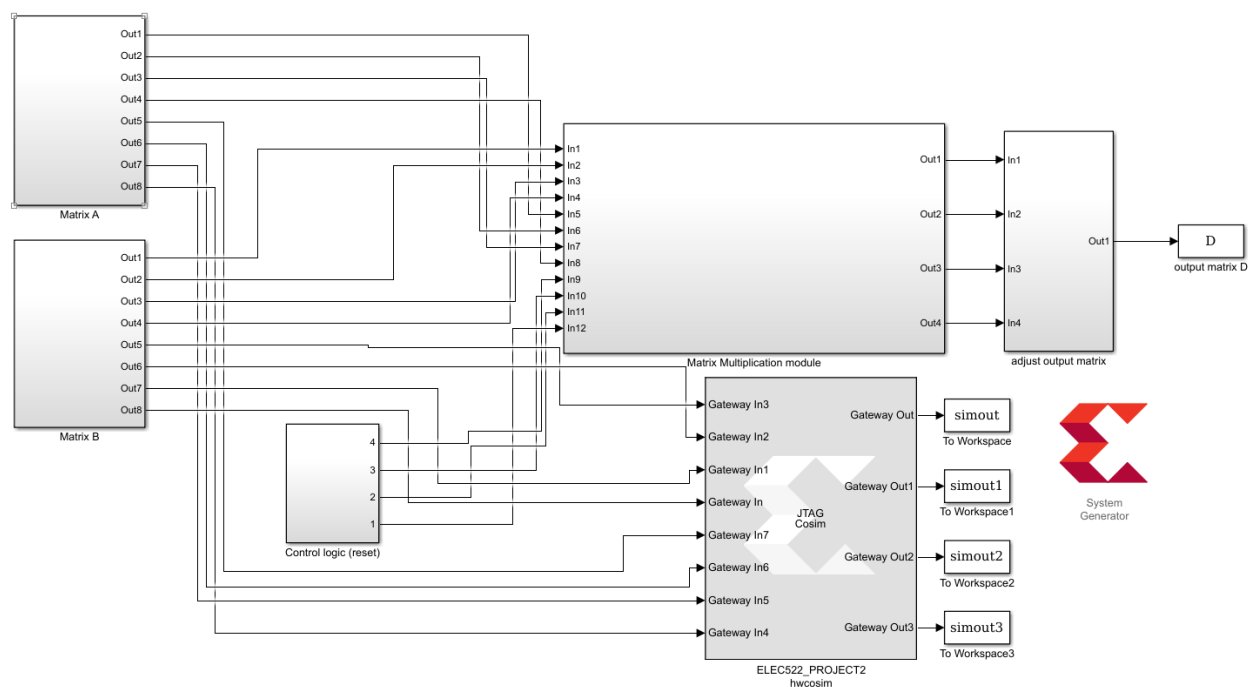 Out1
Out2
Out3
Out4
Out5
Out6
Out7
Out8
Matrix A
Out1
Out2
Out3
Out4
Out5
Out6
Out7
Out8
Matrix B
4
3
2
1
Control logic (reset)
In1
In2
In3
In4
In5
In6
In7
In8
In9
In10
In11
In12
Out1
Out2
Out3
Out4
Matrix Multiplication module
In1
In2
In3
In4
Out1
adjust output matrix
D
output matrix D
Gateway In3
Gateway In2
Gateway In1
Gateway In
Gateway In7
Gateway In6
Gateway In5
Gateway In4
JTAG
Cosim
Gateway Out
Gateway Out1
Gateway Out2
Gateway Out3
ELEC522_PROJECT2
hwcosim
simout
To Workspace
simout1
To Workspace1
simout2
To Workspace2
simout3
To Workspace3
System
Generator